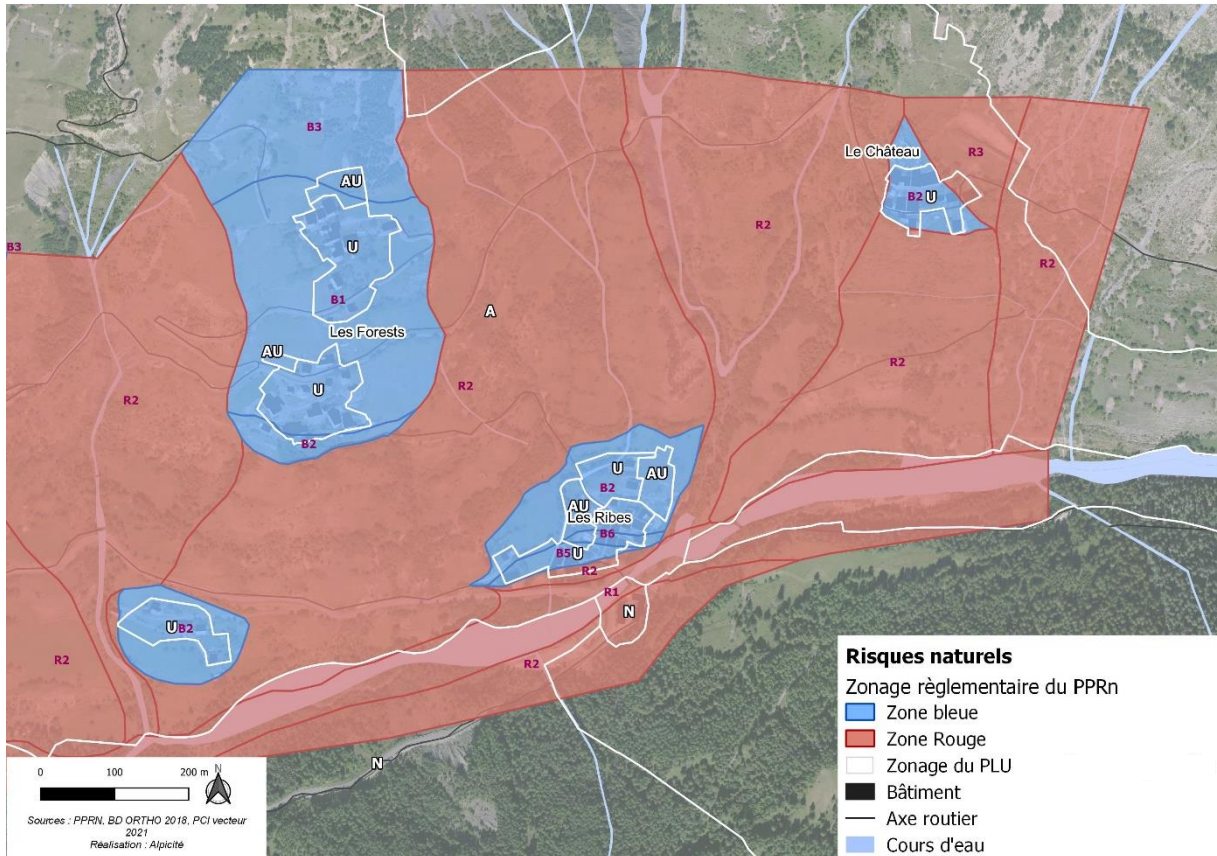 B3
AU
U
B1
Les Forests
AU
U
B2
Le Château
R3
B2
U
R2
R2
B3
A
R2
R2
R2
U
B2
AU
AU
Les Ribes
B6
B5
U
R2
R1
N
R2
U
B2
R2
N
0 100 200 m
N
Sources : PPRN, BD ORTHO 2018, PCI vecteur
2021
Réalisation : Alpicité
Risques naturels
Zonage règlementaire du PPRn
Zone bleue
Zone Rouge
Zonage du PLU
Bâtiment
Axe routier
Cours d'eau